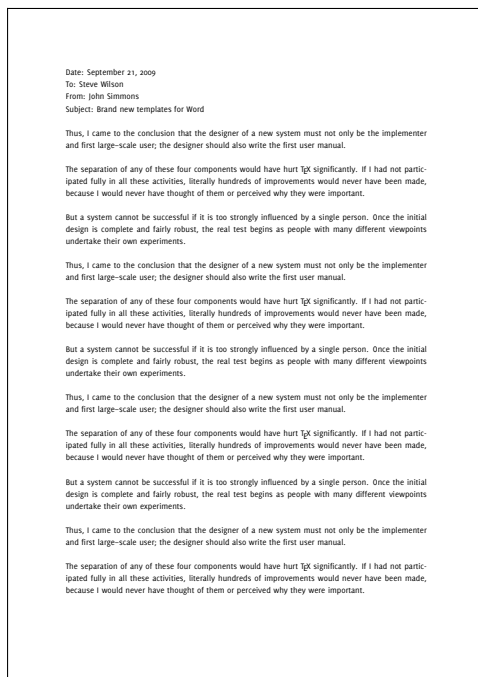 Date: September 21, 2009
To: Steve Wilson
From: John Simmons
Subject: Brand new templates for Word
Thus, I came to the conclusion that the designer of a new system must not only be the implementer
and first large-scale user; the designer should also write the first user manual.
The separation of any of these four components would have hurt TEX significantly. If I had not partic-
ipated fully in all these activities, literally hundreds of improvements would never have been made,
because I would never have thought of them or perceived why they were important.
But a system cannot be successful if it is too strongly influenced by a single person. Once the initial
design is complete and fairly robust, the real test begins as people with many different viewpoints
undertake their own experiments.
Thus, I came to the conclusion that the designer of a new system must not only be the implementer
and first large-scale user; the designer should also write the first user manual.
The separation of any of these four components would have hurt TEX significantly. If I had not partic-
ipated fully in all these activities, literally hundreds of improvements would never have been made,
because I would never have thought of them or perceived why they were important.
But a system cannot be successful if it is too strongly influenced by a single person. Once the initial
design is complete and fairly robust, the real test begins as people with many different viewpoints
undertake their own experiments.
Thus, I came to the conclusion that the designer of a new system must not only be the implementer
and first large-scale user; the designer should also write the first user manual.
The separation of any of these four components would have hurt TEX significantly. If I had not partic-
ipated fully in all these activities, literally hundreds of improvements would never have been made,
because I would never have thought of them or perceived why they were important.
But a system cannot be successful if it is too strongly influenced by a single person. Once the initial
design is complete and fairly robust, the real test begins as people with many different viewpoints
undertake their own experiments.
Thus, I came to the conclusion that the designer of a new system must not only be the implementer
and first large-scale user; the designer should also write the first user manual.
The separation of any of these four components would have hurt TEX significantly. If I had not partic-
ipated fully in all these activities, literally hundreds of improvements would never have been made,
because I would never have thought of them or perceived why they were important.